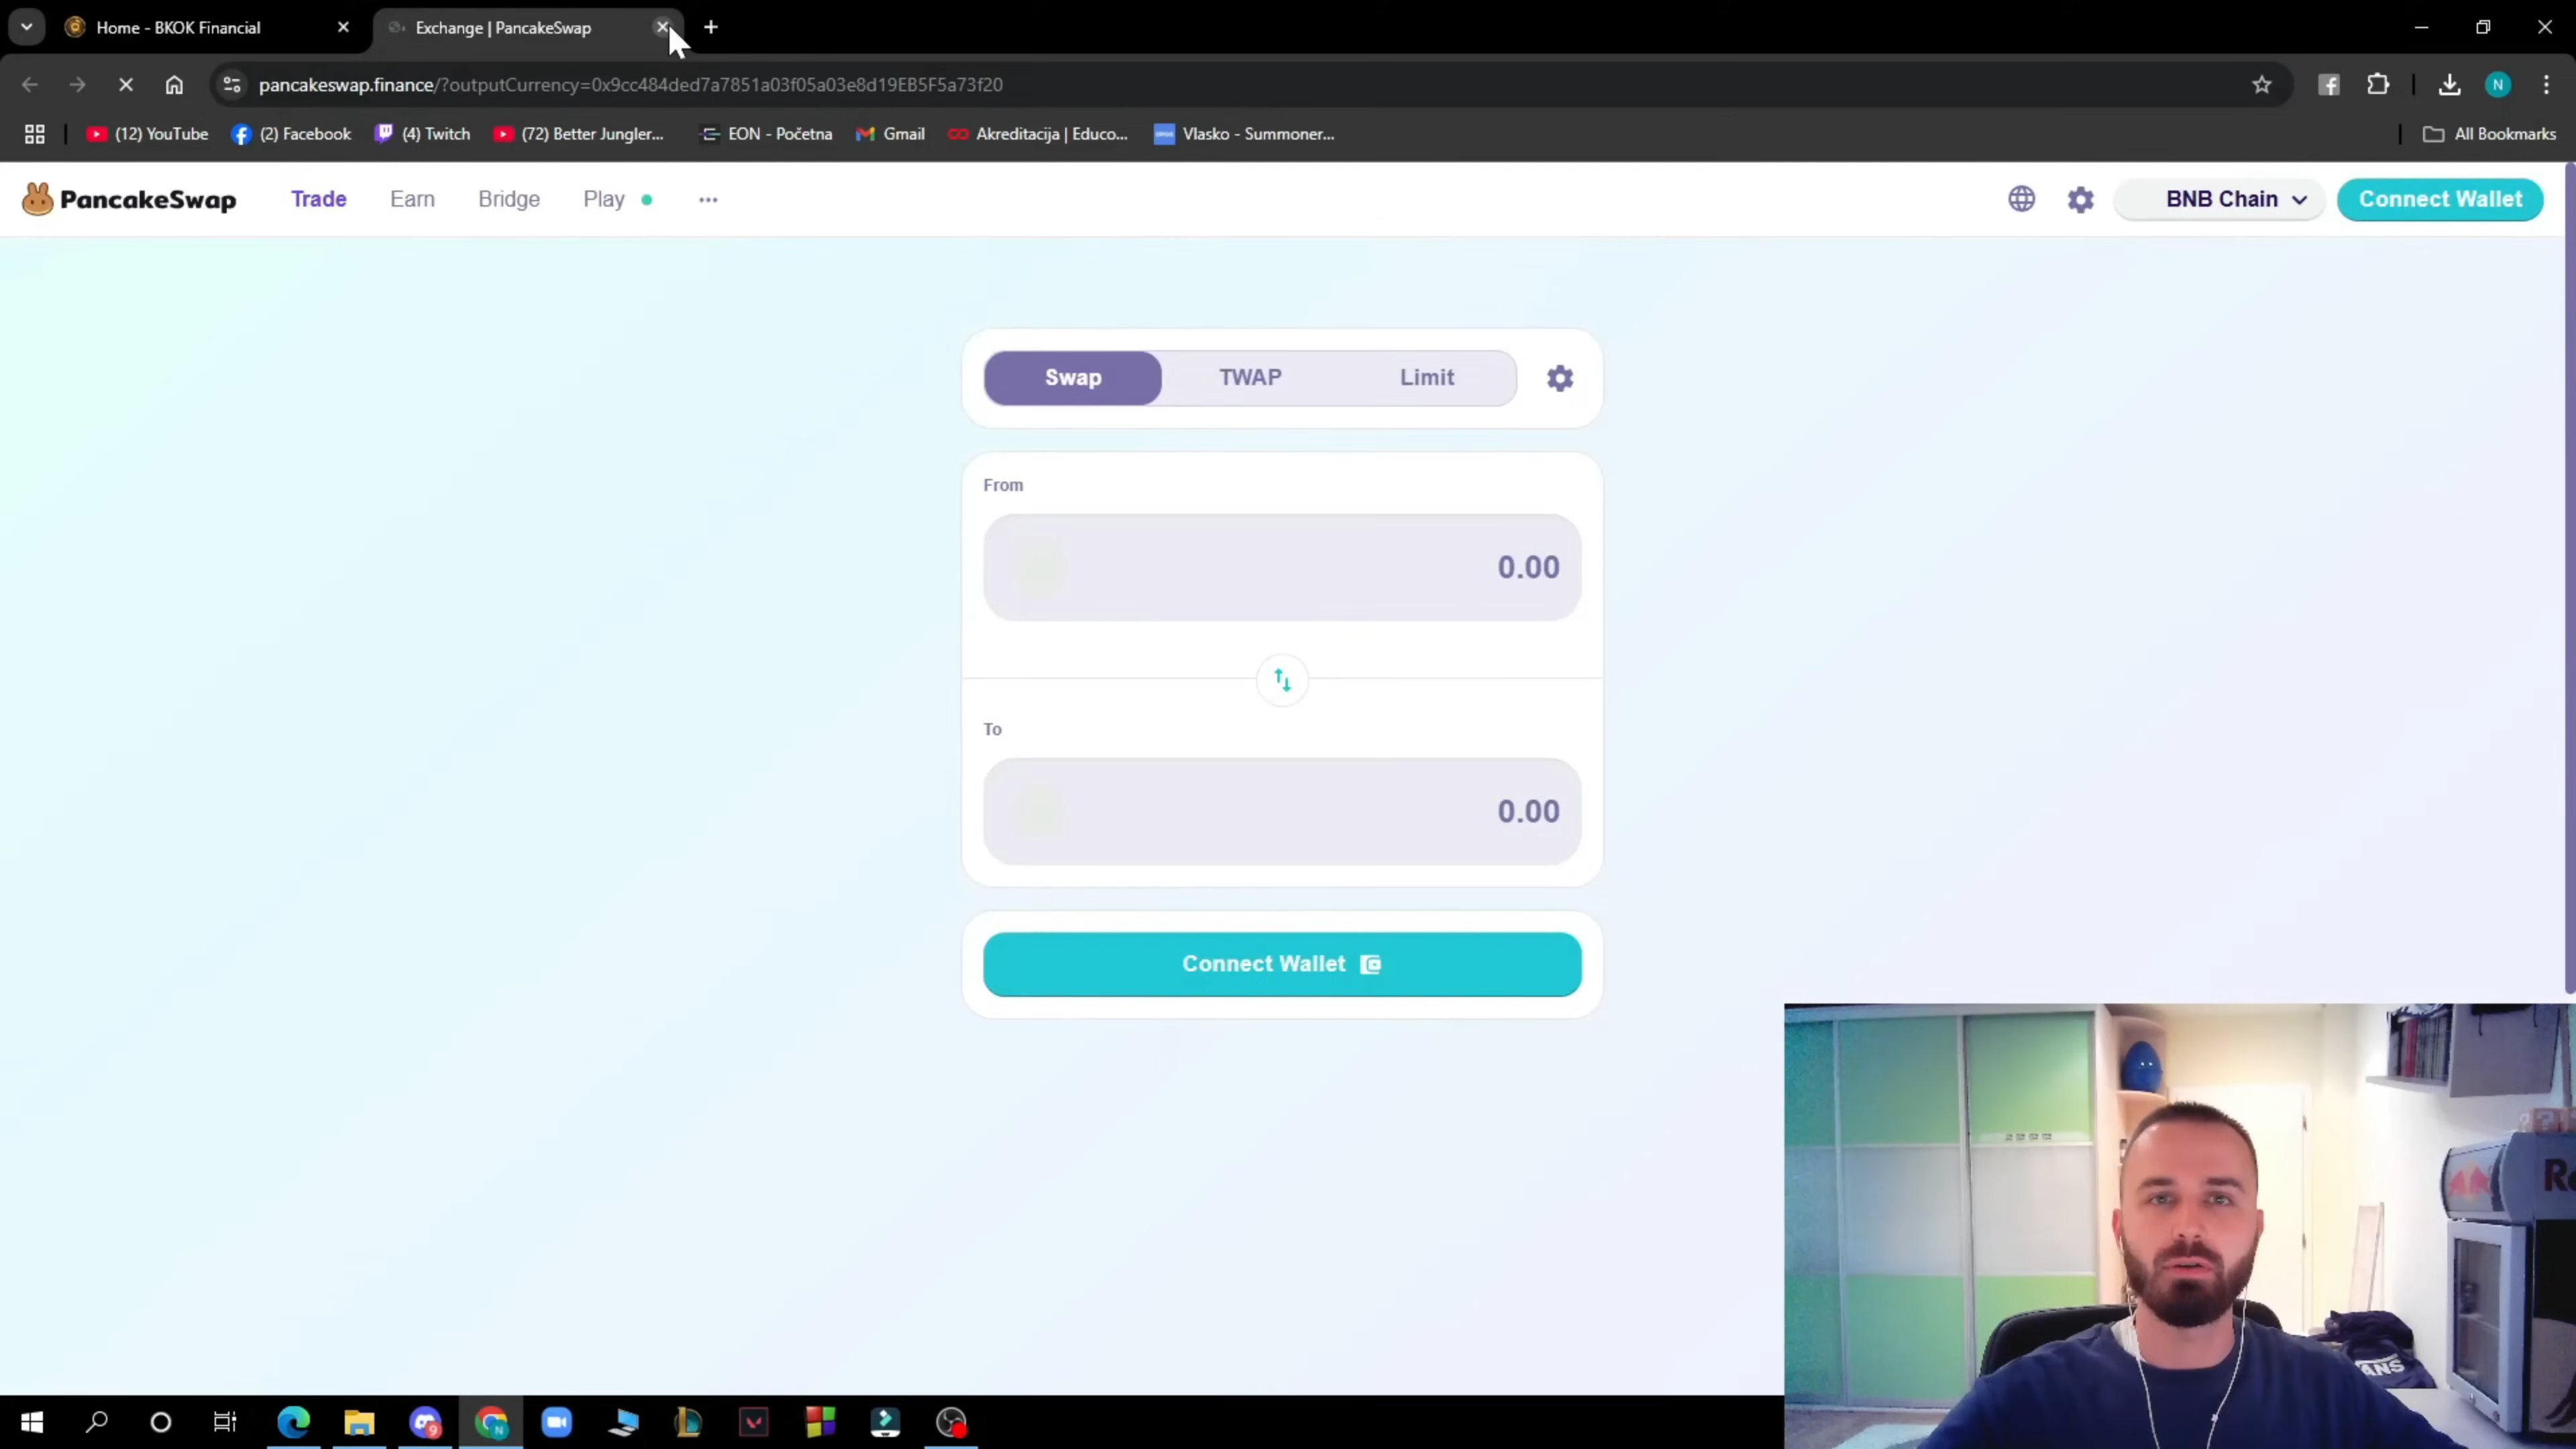 Home - BKOK Financial
Exchange | PancakeSwap
pancakeswap.finance/?outputCurrency=0x9cc484ded7a7851a03f05a03e8d19EB5F5a73f20
N
(12) YouTube
(2) Facebook
(4) Twitch
(72) Better Jungler...
EON - Početna
Gmail
Akreditacija | Educo...
Vlasko - Summoner...
All Bookmarks
PancakeSwap
Trade
Earn
Bridge
Play
BNB Chain
Connect Wallet
Swap
TWAP
Limit
From
0.00
To
0.00
Connect Wallet
VANS
9
N